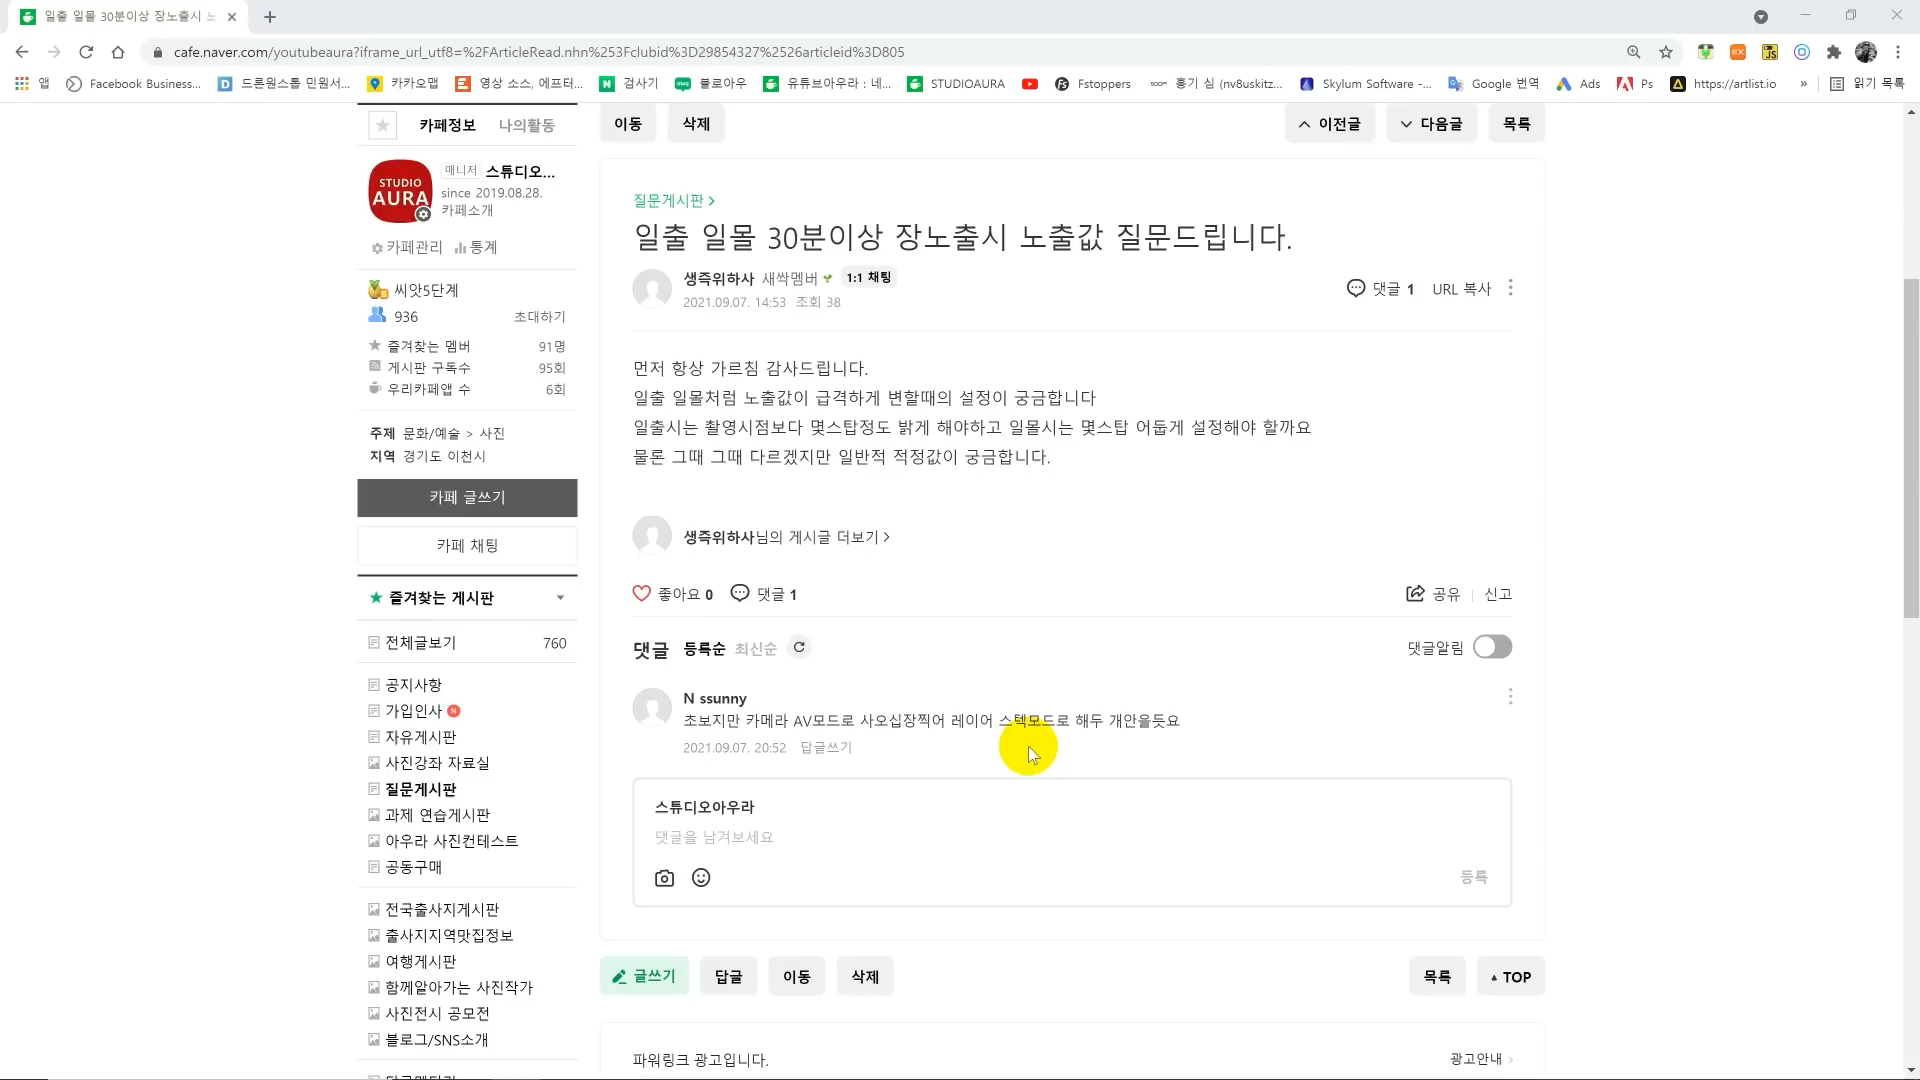 일출 일몰 30분이상 장노출시 노
cafe.naver.com/youtubeaura?iframe_url_utf8=%2FArticleRead.nhn%253Fclubid%3D29854327%2526articleid%3D805
앱
Facebook Business...
드론원스톱 민원서...
카카오맵
영상 소스, 에프터...
검사기
블로아우
유튜브아우라 : 네...
STUDIOAURA
Fstoppers
홍기 심 (nv8uskitz...
Skylum Software -...
Google 번역
Ads
Ps
https://artlist.io
»
읽기 목록
카페정보 나의활동
이동 삭제
이전글 다음글 목록
STUDIO
AURA
매니저 스튜디오...
since 2019.08.28.
카페소개
카페관리 통계
씨앗5단계
936 초대하기
즐겨찾는 멤버 91명
게시판 구독수 95회
우리카페앱 수 6회
주제 문화/예술 > 사진
지역 경기도 이천시
카페 글쓰기
카페 채팅
즐겨찾는 게시판
전체글보기 760
공지사항
가입인사 N
자유게시판
사진강좌 자료실
질문게시판
과제 연습게시판
아우라 사진컨테스트
공동구매
전국출사지게시판
출사지지역맛집정보
여행게시판
함께알아가는 사진작가
사진전시 공모전
블로그/SNS소개
질문게시판 >
일출 일몰 30분이상 장노출시 노출값 질문드립니다.
생즉위하사 새싹멤버 1:1 채팅
2021.09.07. 14:53 조회 38
댓글 1 URL 복사
먼저 항상 가르침 감사드립니다.
일출 일몰처럼 노출값이 급격하게 변할때의 설정이 궁금합니다
일출시는 촬영시점보다 몇스탑정도 밝게 해야하고 일몰시는 몇스탑 어둡게 설정해야 할까요
물론 그때 그때 다르겠지만 일반적 적정값이 궁금합니다.
생즉위하사님의 게시글 더보기 >
좋아요 0 댓글 1
공유 신고
댓글 등록순 최신순
댓글알림
N ssunny
초보지만 카메라 AV모드로 사오십장찍어 레이어 스텍모드로 해두 개안을듯요
2021.09.07. 20:52 답글쓰기
스튜디오아우라
댓글을 남겨보세요
등록
글쓰기 답글 이동 삭제
목록 TOP
파워링크 광고입니다.
광고안내 >